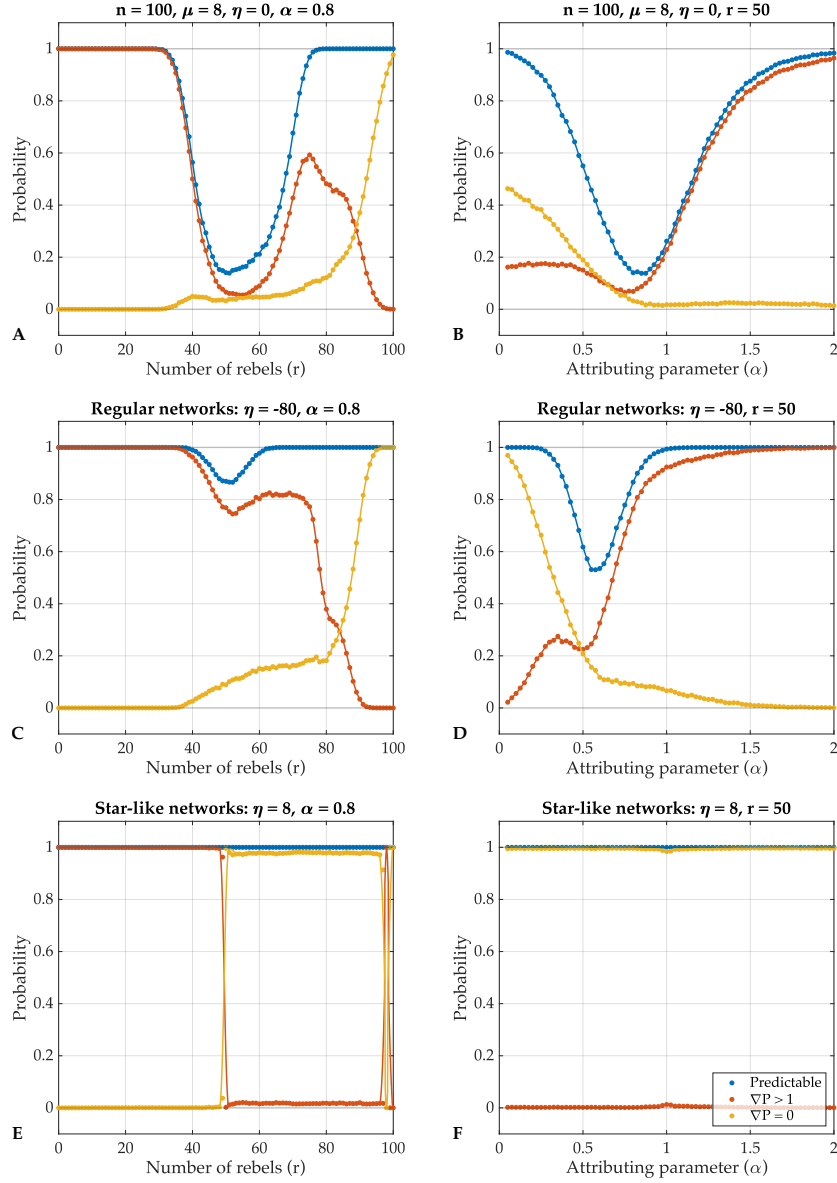 n = 100, μ = 8, η = 0, α = 0.8
1
0.8
0.6
0.4
0.2
0
Probability
0 20 40 60 80 100
Number of rebels (r)
A
n = 100, μ = 8, η = 0, r = 50
1
0.8
0.6
0.4
0.2
0
Probability
0 0.5 1 1.5 2
Attributing parameter (α)
B
Regular networks: η = -80, α = 0.8
1
0.8
0.6
0.4
0.2
0
Probability
0 20 40 60 80 100
Number of rebels (r)
C
Regular networks: η = -80, r = 50
1
0.8
0.6
0.4
0.2
0
Probability
0 0.5 1 1.5 2
Attributing parameter (α)
D
Star-like networks: η = 8, α = 0.8
1
0.8
0.6
0.4
0.2
0
Probability
0 20 40 60 80 100
Number of rebels (r)
E
Star-like networks: η = 8, r = 50
1
0.8
0.6
0.4
0.2
0
Probability
0 0.5 1 1.5 2
Attributing parameter (α)
F
Predictable
∇P > 1
∇P = 0